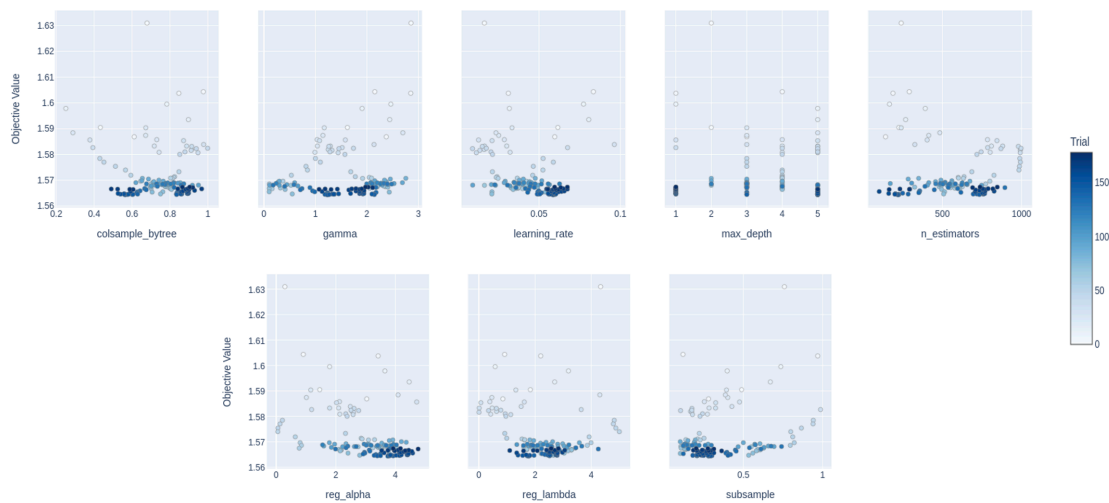 1.63
1.62
1.61
1.6
1.59
1.58
1.57
1.56
Objective Value
0.2 0.4 0.6 0.8 1
0 1 2 3
0.05 0.1
1 2 3 4 5
500 1000
colsample_bytree gamma learning_rate max_depth n_estimators
Trial
150
100
50
0
1.63
1.62
1.61
1.6
1.59
1.58
1.57
1.56
Objective Value
0 2 4
0 2 4
0.5 1
reg_alpha reg_lambda subsample